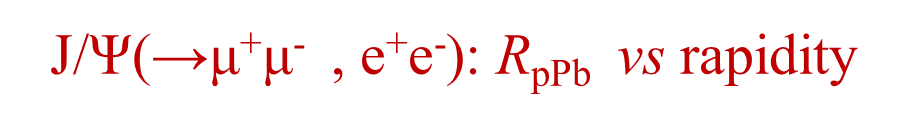 J/Ψ(→μ⁺μ⁻ , e⁺e⁻): R_pPb vs rapidity